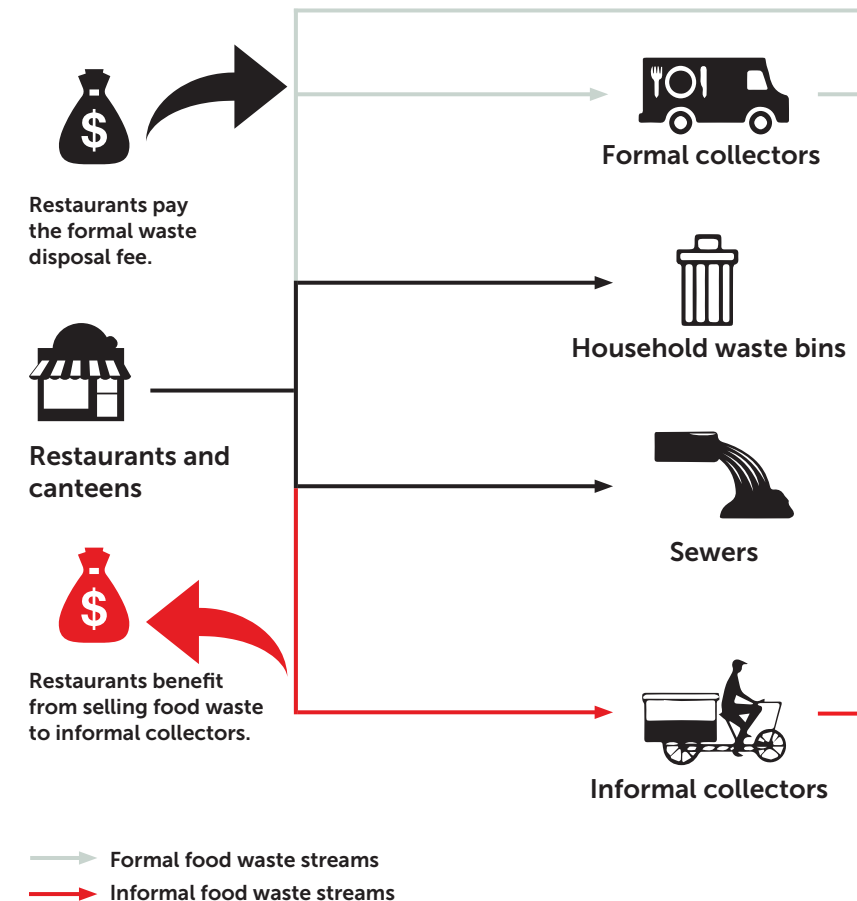 $
Formal collectors
Restaurants pay
the formal waste
disposal fee.
Household waste bins
Restaurants and
canteens
Sewers
$
Restaurants benefit
from selling food waste
to informal collectors.
Informal collectors
Formal food waste streams
Informal food waste streams